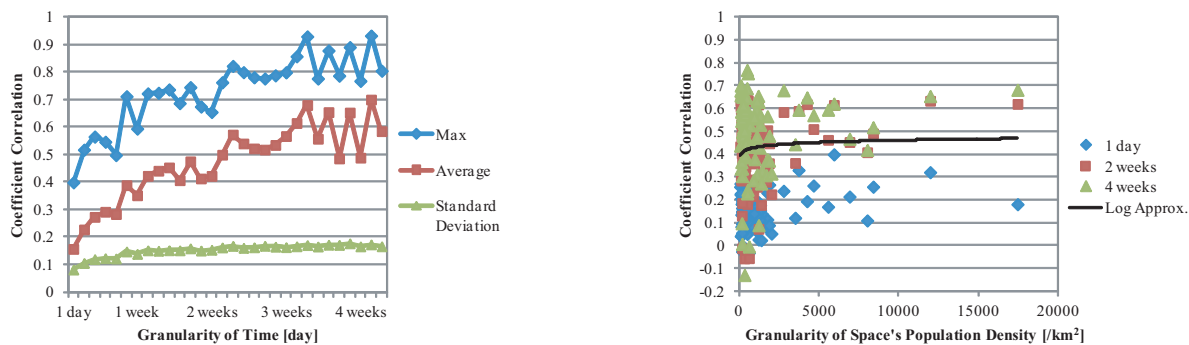 1
0.9
0.8
0.7
0.6
0.5
0.4
0.3
0.2
0.1
0
Coefficient Correlation
1 day 1 week 2 weeks 3 weeks 4 weeks
Granularity of Time [day]
Max
Average
Standard
Deviation
1
0.9
0.8
0.7
0.6
0.5
0.4
0.3
0.2
0.1
0
-0.1
-0.2
Coefficient Correlation
0 5000 10000 15000 20000
Granularity of Space's Population Density [/km²]
1 day
2 weeks
4 weeks
Log Approx.